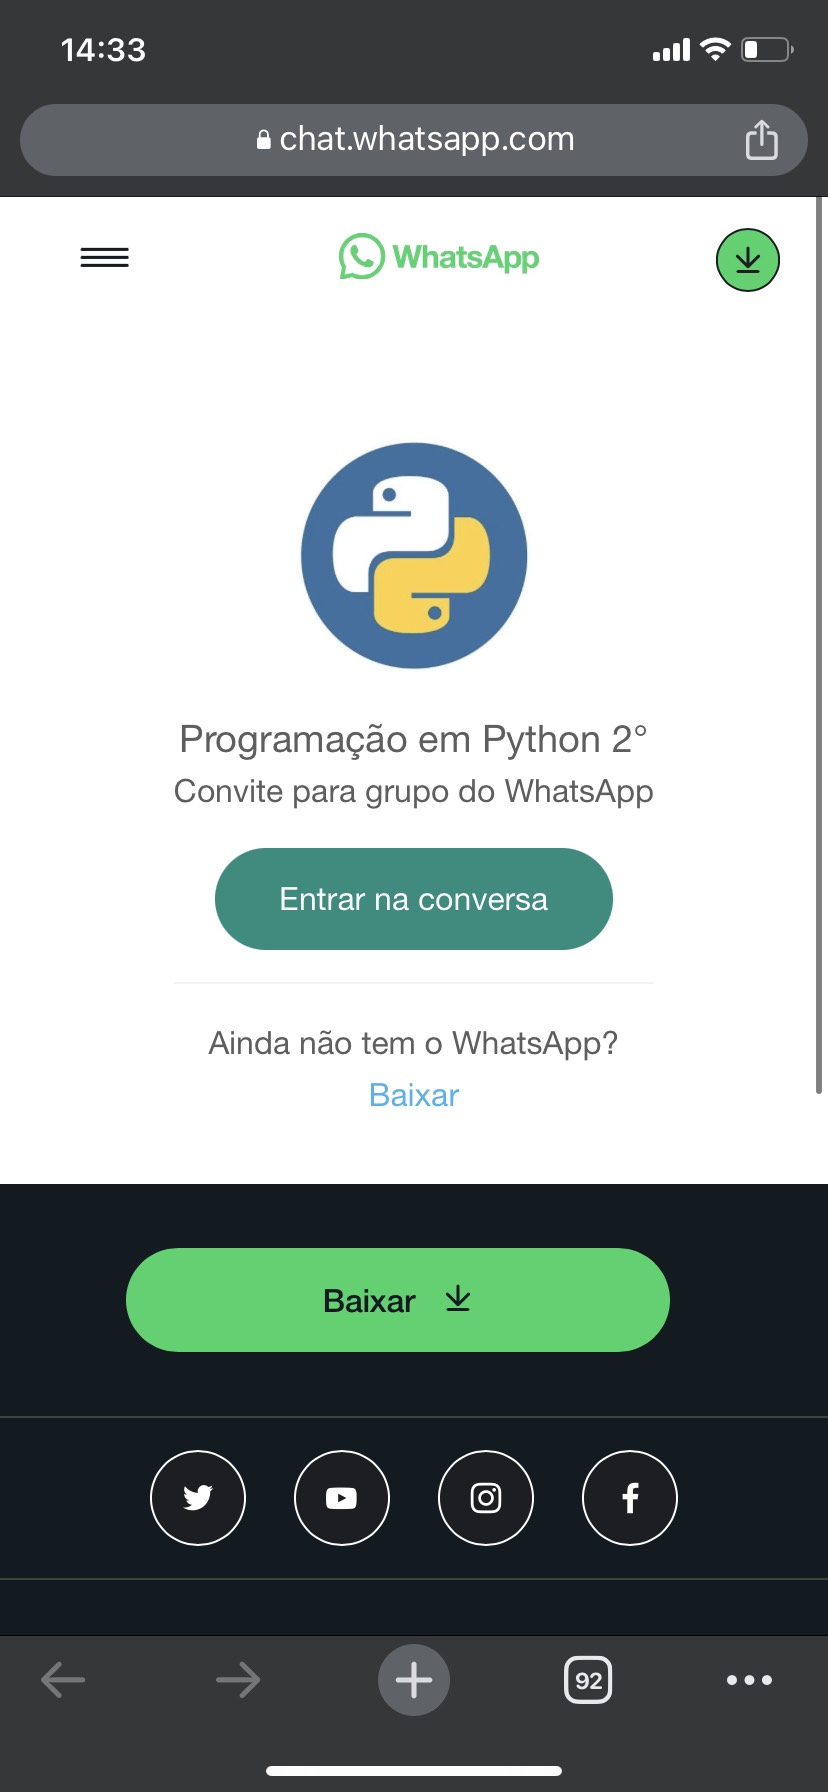 14:33
chat.whatsapp.com
WhatsApp
Programação em Python 2°
Convite para grupo do WhatsApp
Entrar na conversa
Ainda não tem o WhatsApp?
Baixar
Baixar
92